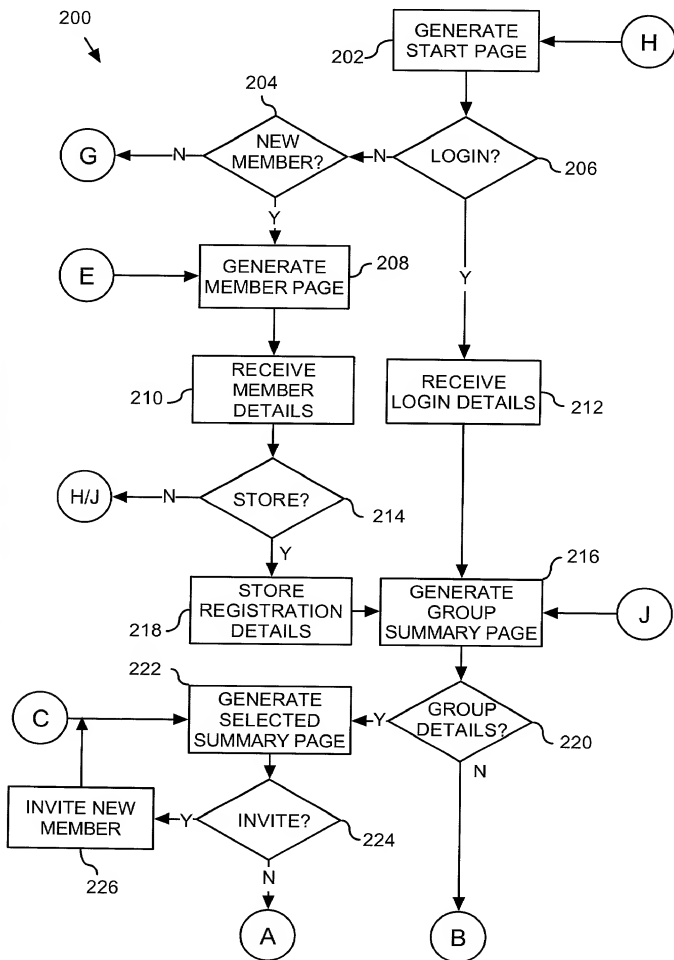 200
GENERATE
START PAGE
202
H
204
NEW
MEMBER?
N
G
N
LOGIN?
206
Y
E
GENERATE
MEMBER PAGE
208
Y
RECEIVE
MEMBER
DETAILS
210
RECEIVE
LOGIN DETAILS
212
H/J
N
STORE?
214
Y
216
STORE
REGISTRATION
DETAILS
218
GENERATE
GROUP
SUMMARY PAGE
J
222
C
GENERATE
SELECTED
SUMMARY PAGE
Y
GROUP
DETAILS?
220
N
INVITE NEW
MEMBER
226
Y
INVITE?
224
N
A
B